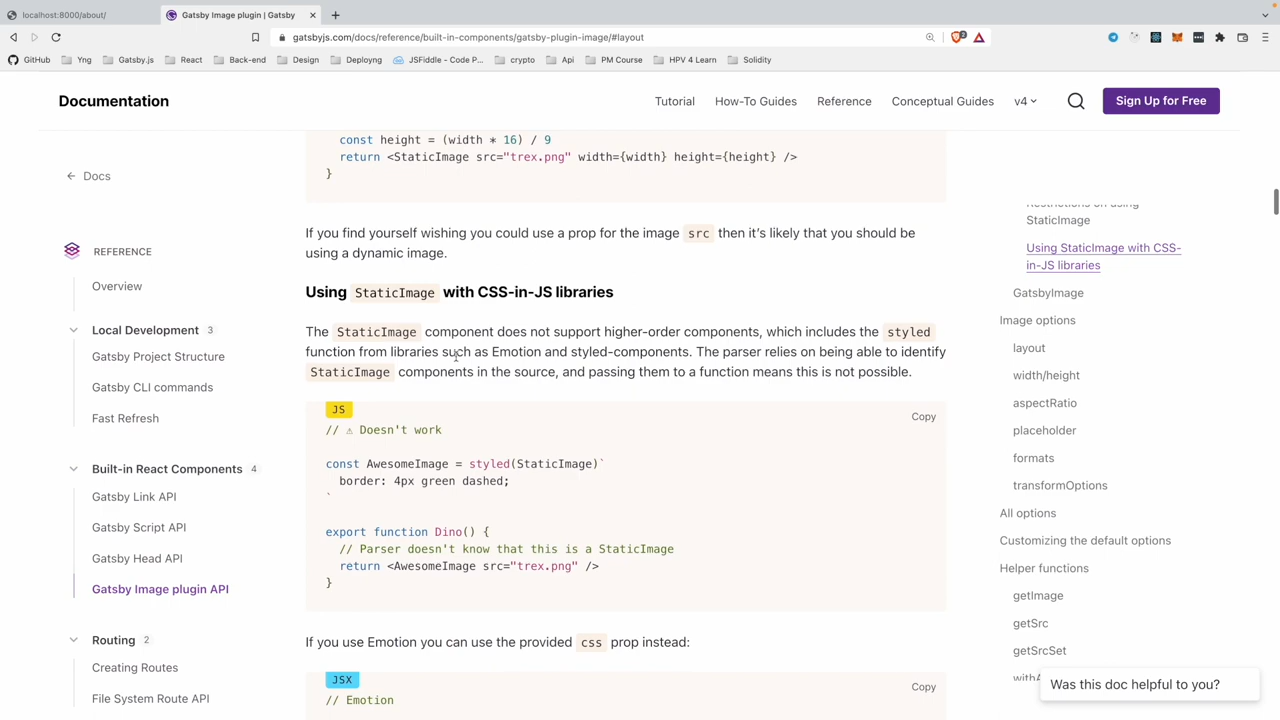 localhost:8000/about/
Gatsby Image plugin | Gatsby
gatsbyjs.com/docs/reference/built-in-components/gatsby-plugin-image/#layout
GitHub
Yng
Gatsby.js
React
Back-end
Design
Deployng
JSFiddle - Code P...
crypto
Api
PM Course
HPV 4 Learn
Solidity
Documentation
Tutorial
How-To Guides
Reference
Conceptual Guides
v4
Sign Up for Free
Docs
REFERENCE
Overview
Local Development 3
Gatsby Project Structure
Gatsby CLI commands
Fast Refresh
Built-in React Components 4
Gatsby Link API
Gatsby Script API
Gatsby Head API
Gatsby Image plugin API
Routing 2
Creating Routes
File System Route API
const height = (width * 16) / 9
return <StaticImage src="trex.png" width={width} height={height} />
}
If you find yourself wishing you could use a prop for the image src then it's likely that you should be
using a dynamic image.
Using StaticImage with CSS-in-JS libraries
The StaticImage component does not support higher-order components, which includes the styled
function from libraries such as Emotion and styled-components. The parser relies on being able to identify
StaticImage components in the source, and passing them to a function means this is not possible.
JS
Copy
// ⚠ Doesn't work
const AwesomeImage = styled(StaticImage)`
border: 4px green dashed;
`
export function Dino() {
// Parser doesn't know that this is a StaticImage
return <AwesomeImage src="trex.png" />
}
If you use Emotion you can use the provided css prop instead:
JSX
Copy
// Emotion
Restrictions on using
StaticImage
Using StaticImage with CSS-
in-JS libraries
GatsbyImage
Image options
layout
width/height
aspectRatio
placeholder
formats
transformOptions
All options
Customizing the default options
Helper functions
getImage
getSrc
getSrcSet
Was this doc helpful to you?